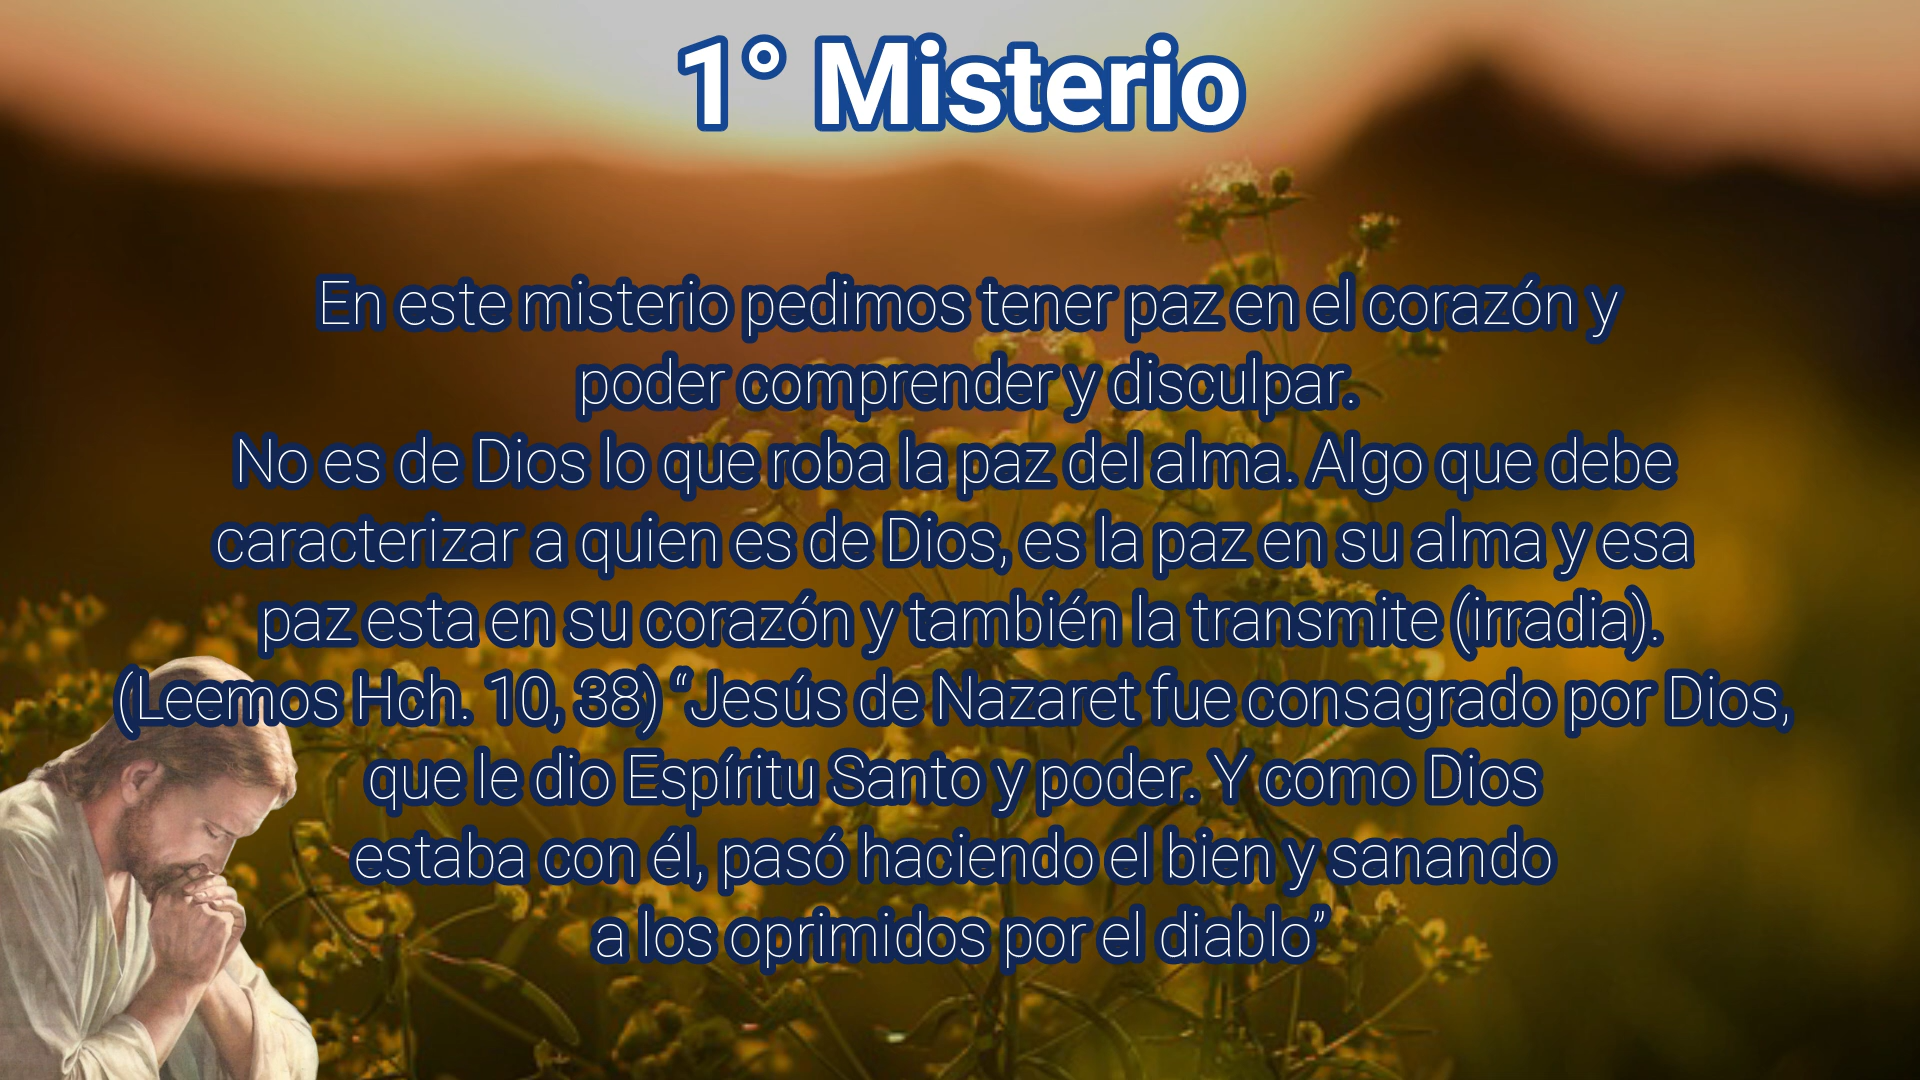 1° Misterio
En este misterio pedimos tener paz en el corazón y
poder comprender y disculpar.
No es de Dios lo que roba la paz del alma. Algo que debe
caracterizar a quien es de Dios, es la paz en su alma y esa
paz esta en su corazón y también la transmite (irradia).
(Leemos Hch. 10, 38) “Jesús de Nazaret fue consagrado por Dios,
que le dio Espíritu Santo y poder. Y como Dios
estaba con él, pasó haciendo el bien y sanando
a los oprimidos por el diablo”